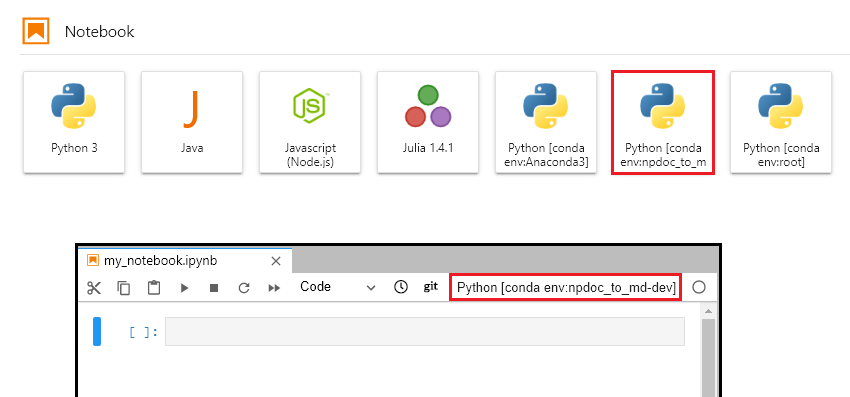 Notebook
Python 3
Java
JS
Javascript
(Node.js)
Julia 1.4.1
Python [conda
env:Anaconda3]
Python [conda
env:npdoc_to_m
Python [conda
env:root]
my_notebook.ipynb
Code
git
Python [conda env:npdoc_to_md-dev]
[ ]: